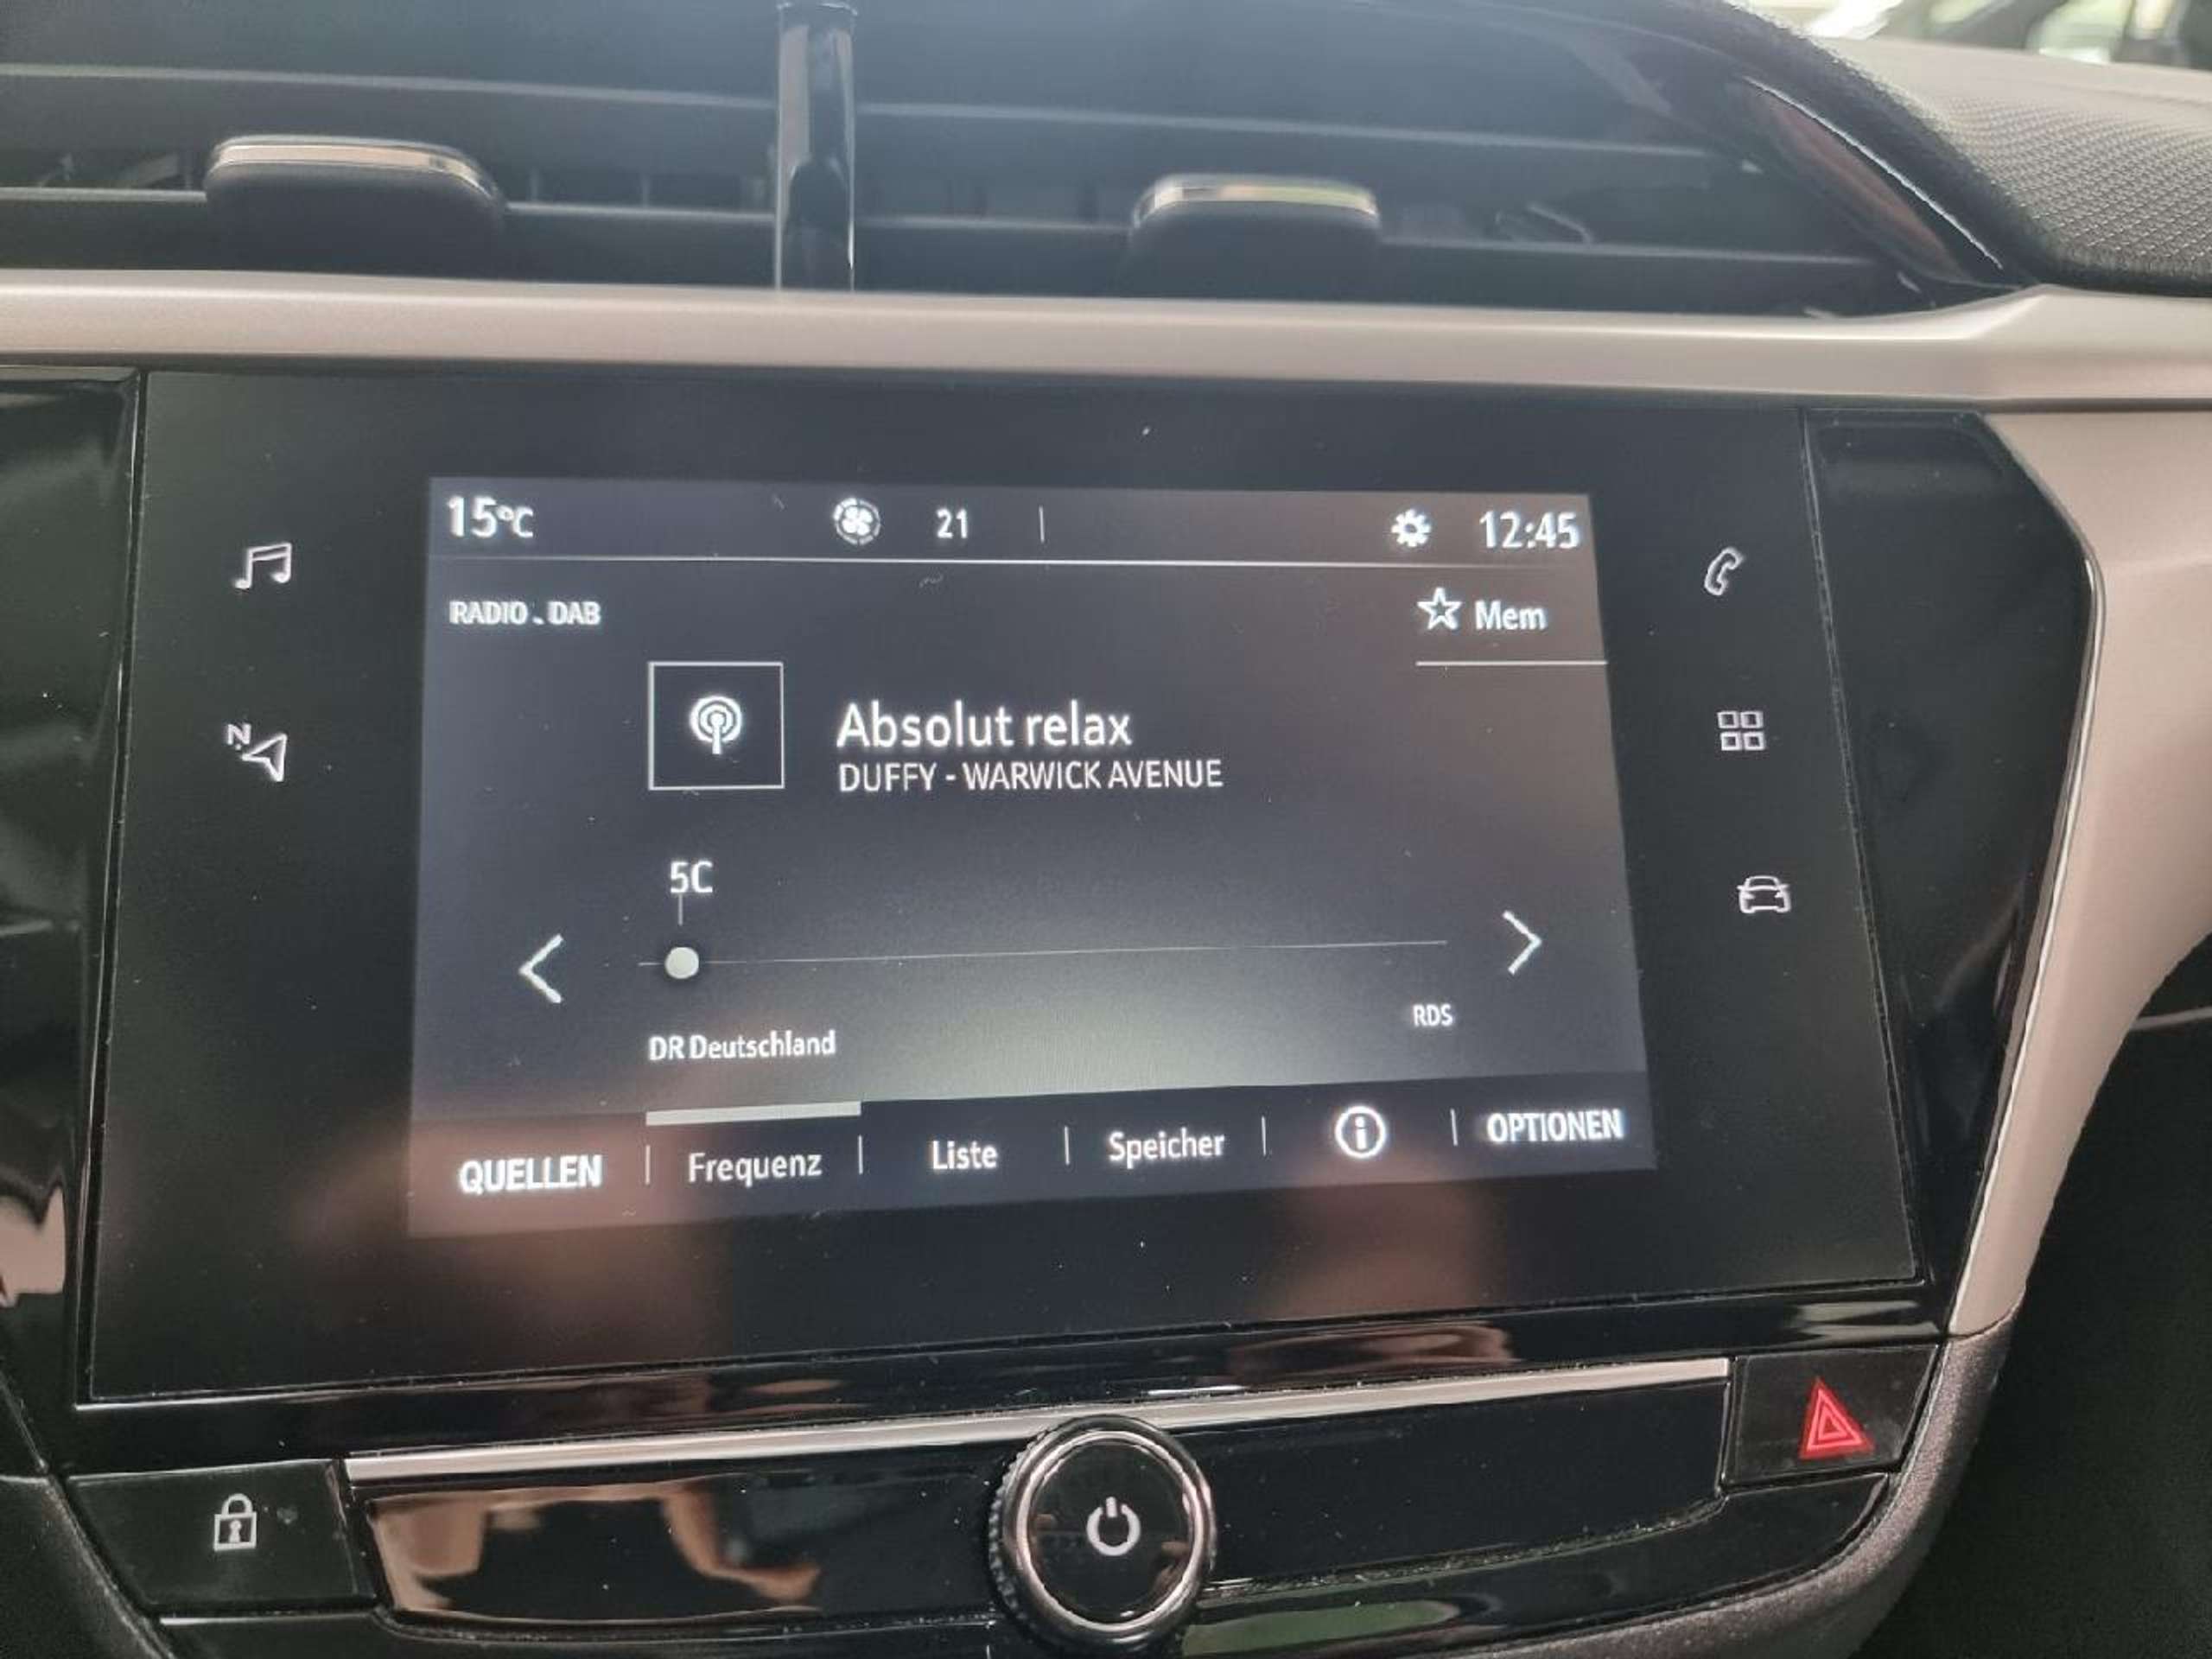 15°C 21 12:45
RADIO . DAB
Mem
Absolut relax
DUFFY - WARWICK AVENUE
5C
RDS
DR Deutschland
QUELLEN Frequenz Liste Speicher OPTIONEN
N